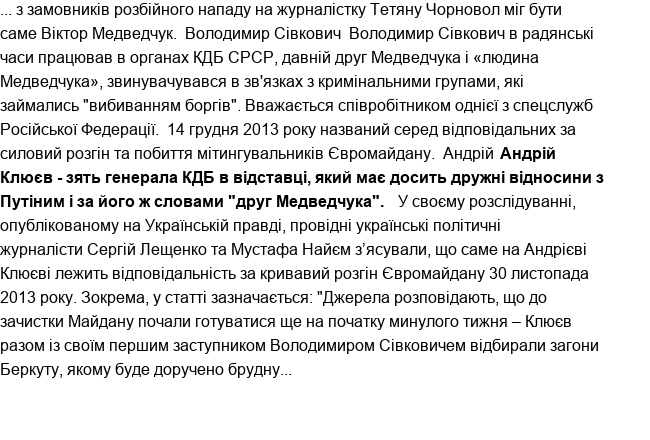 ... з замовників розбійного нападу на журналістку Тетяну Чорновол міг бути
саме Віктор Медведчук.  Володимир Сівкович  Володимир Сівкович в радянські
часи працював в органах КДБ СРСР, давній друг Медведчука і «людина
Медведчука», звинувачувався в зв'язках з кримінальними групами, які
займались "вибиванням боргів". Вважається співробітником однієї з спецслужб
Російської Федерації.  14 грудня 2013 року названий серед відповідальних за
силовий розгін та побиття мітингувальників Євромайдану.  Андрій Андрій
Клюєв - зять генерала КДБ в відставці, який має досить дружні відносини з
Путіним і за його ж словами "друг Медведчука".   У своєму розслідуванні,
опублікованому на Українській правді, провідні українські політичні
журналісти Сергій Лещенко та Мустафа Найєм з’ясували, що саме на Андрієві
Клюєві лежить відповідальність за кривавий розгін Євромайдану 30 листопада
2013 року. Зокрема, у статті зазначається: "Джерела розповідають, що до
зачистки Майдану почали готуватися ще на початку минулого тижня – Клюєв
разом із своїм першим заступником Володимиром Сівковичем відбирали загони
Беркуту, якому буде доручено брудну...